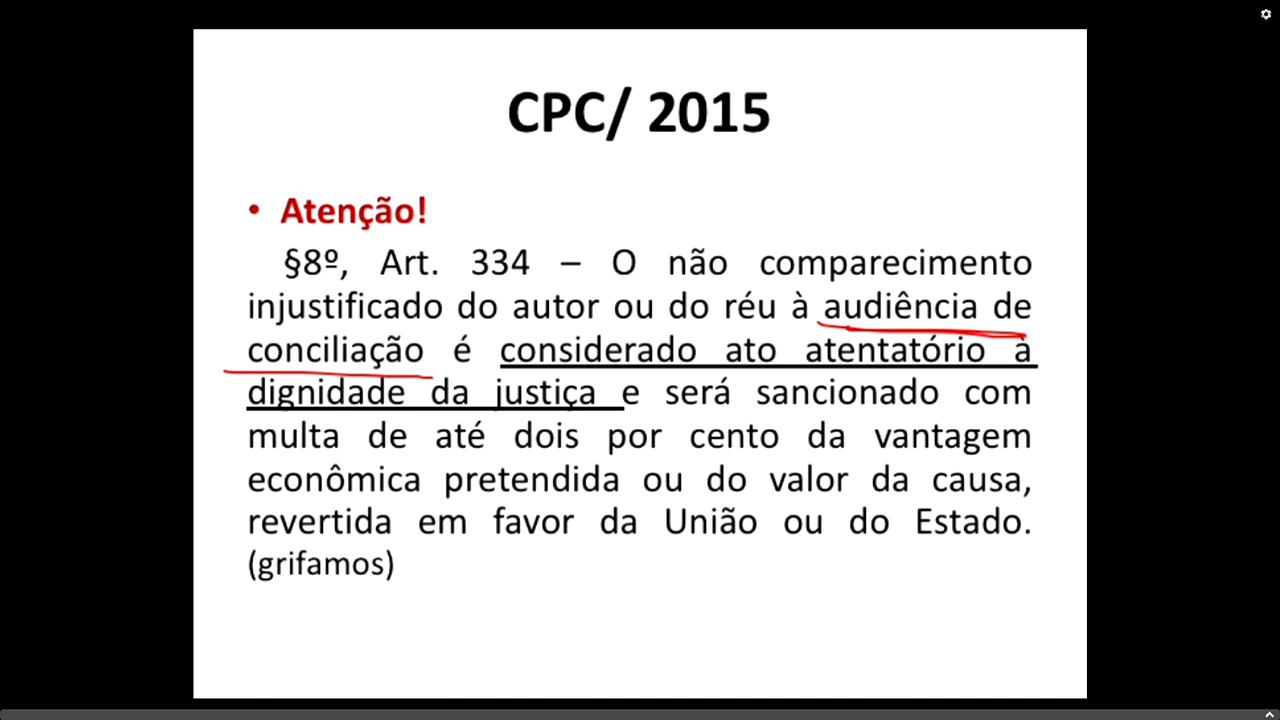 CPC/ 2015
• Atenção!
§8º, Art. 334 – O não comparecimento
injustificado do autor ou do réu à audiência de
conciliação é considerado ato atentatório à
dignidade da justiça e será sancionado com
multa de até dois por cento da vantagem
econômica pretendida ou do valor da causa,
revertida em favor da União ou do Estado.
(grifamos)